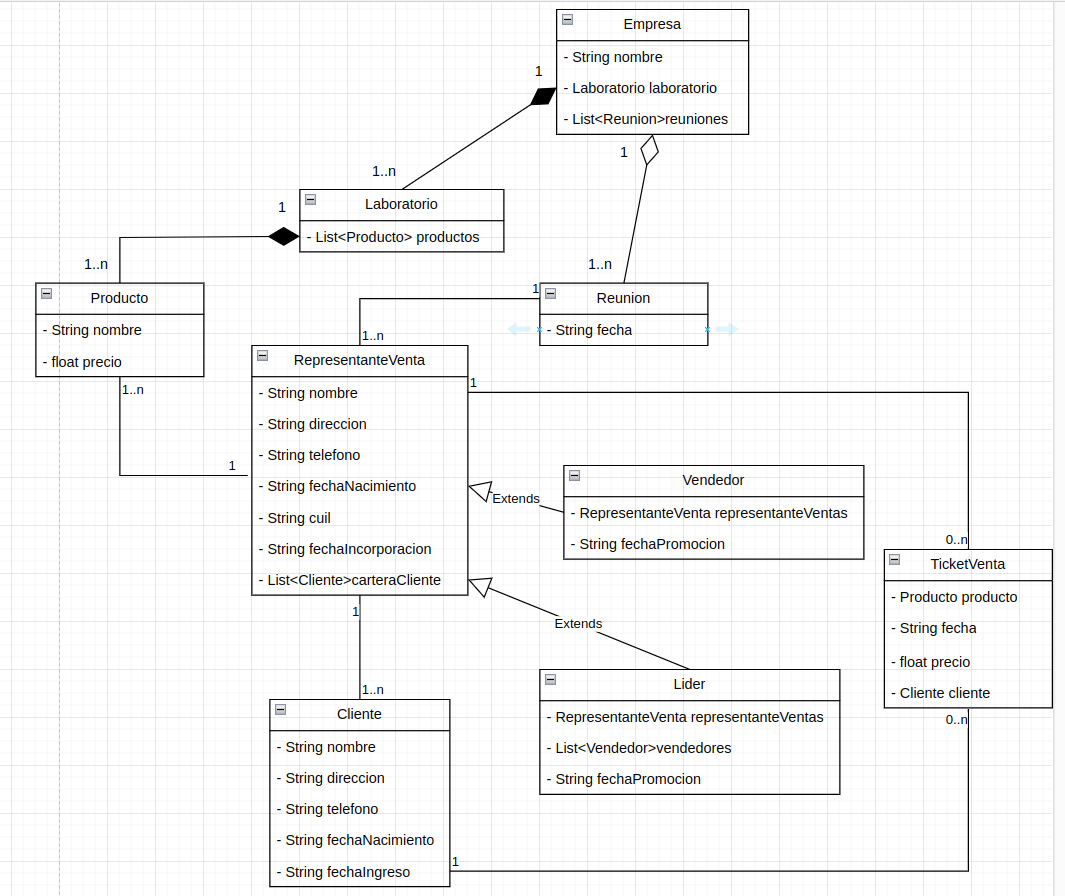 Empresa
- String nombre
- Laboratorio laboratorio
- List<Reunion>reuniones
1
1..n
1
1..n
Laboratorio
- List<Producto> productos
1
1..n
Producto
- String nombre
- float precio
1..n
1
Reunion
- String fecha
1
1..n
RepresentanteVenta
- String nombre
- String direccion
- String telefono
- String fechaNacimiento
- String cuil
- String fechaIncorporacion
- List<Cliente>carteraCliente
1
0..n
Extends
Vendedor
- RepresentanteVenta representanteVentas
- String fechaPromocion
TicketVenta
- Producto producto
- String fecha
- float precio
- Cliente cliente
0..n
Extends
Lider
- RepresentanteVenta representanteVentas
- List<Vendedor>vendedores
- String fechaPromocion
1
1..n
Cliente
- String nombre
- String direccion
- String telefono
- String fechaNacimiento
- String fechaIngreso
1